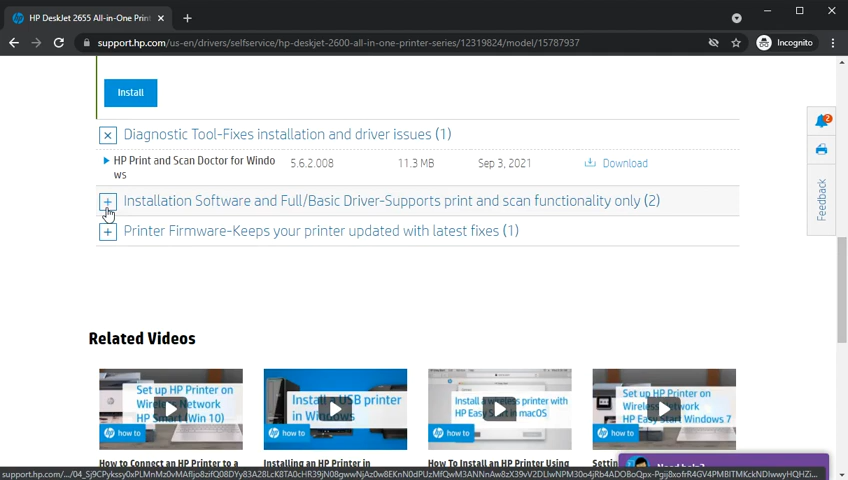 HP DeskJet 2655 All-in-One Print
support.hp.com/us-en/drivers/selfservice/hp-deskjet-2600-all-in-one-printer-series/12319824/model/15787937
Incognito
Install
Diagnostic Tool-Fixes installation and driver issues (1)
HP Print and Scan Doctor for Windo
ws
5.6.2.008
11.3 MB
Sep 3, 2021
Download
Installation Software and Full/Basic Driver-Supports print and scan functionality only (2)
Printer Firmware-Keeps your printer updated with latest fixes (1)
2
Feedback
Related Videos
Set up HP Printer on
Wireless Network
HP Smart (Win 10)
how to
Install a USB printer
in Windows
how to
Install a wireless printer with
HP Easy Start in macOS
how to
Set up HP Printer on
Wireless Network
HP Easy Start Windows 7
how to
How to Connect an HP Printer to a
Installing an HP Printer in
How To Install an HP Printer Using
Need help?